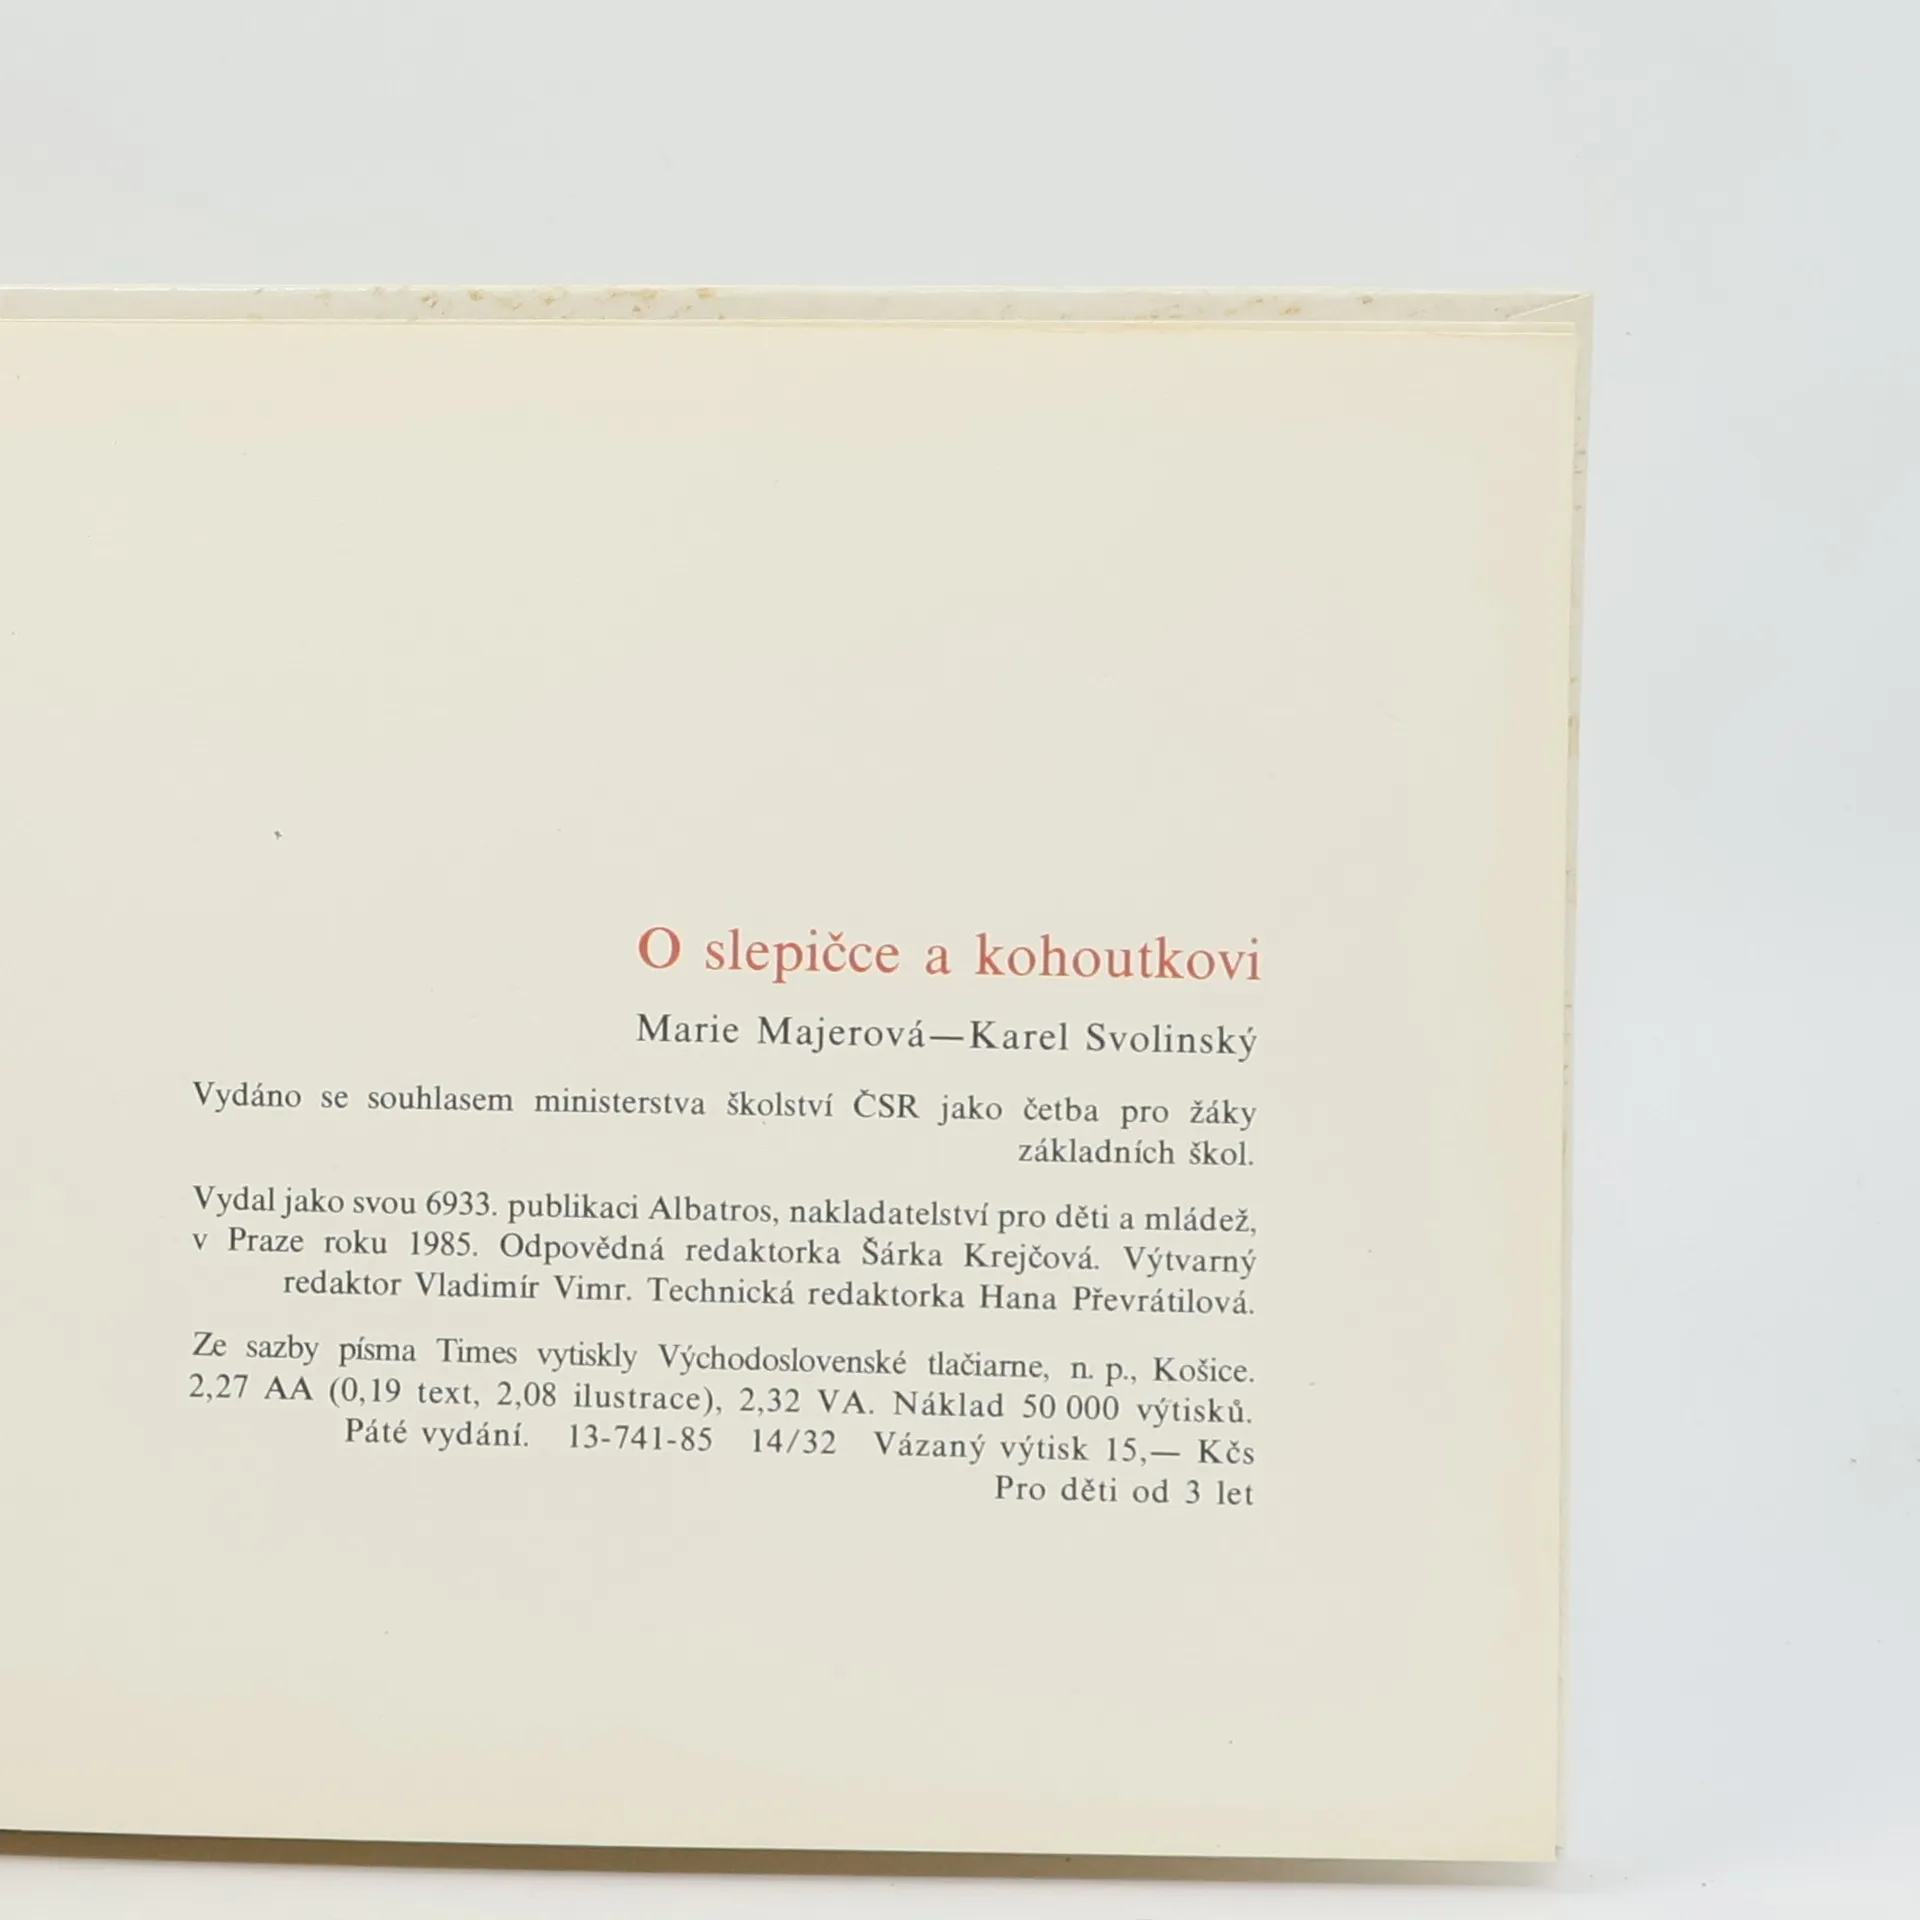 O slepičce a kohoutkovi
Marie Majerová—Karel Svolinský
Vydáno se souhlasem ministerstva školství ČSR jako četba pro žáky
základních škol.
Vydal jako svou 6933. publikaci Albatros, nakladatelství pro děti a mládež,
v Praze roku 1985. Odpovědná redaktorka Šárka Krejčová. Výtvarný
redaktor Vladimír Vimr. Technická redaktorka Hana Převrátilová.
Ze sazby písma Times vytiskly Východoslovenské tlačiarne, n. p., Košice.
2,27 AA (0,19 text, 2,08 ilustrace), 2,32 VA. Náklad 50 000 výtisků.
Páté vydání. 13-741-85 14/32 Vázaný výtisk 15,— Kčs
Pro děti od 3 let